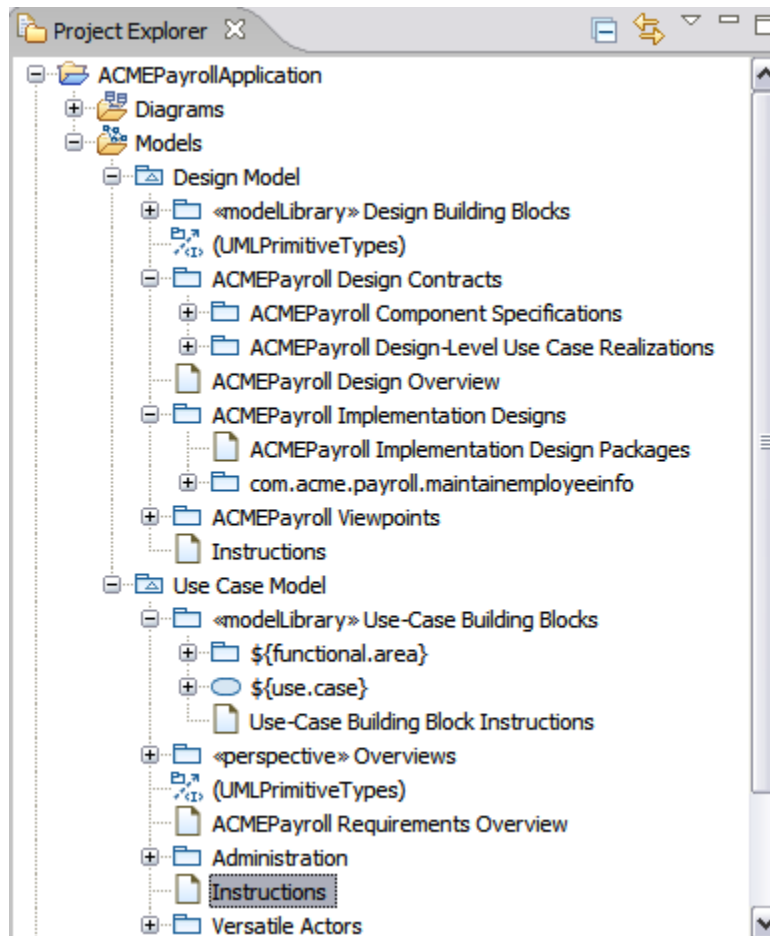 Project Explorer
ACMEPayrollApplication
Diagrams
Models
Design Model
«modelLibrary» Design Building Blocks
(UMLPrimitiveTypes)
ACMEPayroll Design Contracts
ACMEPayroll Component Specifications
ACMEPayroll Design-Level Use Case Realizations
ACMEPayroll Design Overview
ACMEPayroll Implementation Designs
ACMEPayroll Implementation Design Packages
com.acme.payroll.maintainemployeeinfo
ACMEPayroll Viewpoints
Instructions
Use Case Model
«modelLibrary» Use-Case Building Blocks
${functional.area}
${use.case}
Use-Case Building Block Instructions
«perspective» Overviews
(UMLPrimitiveTypes)
ACMEPayroll Requirements Overview
Administration
Instructions
Versatile Actors